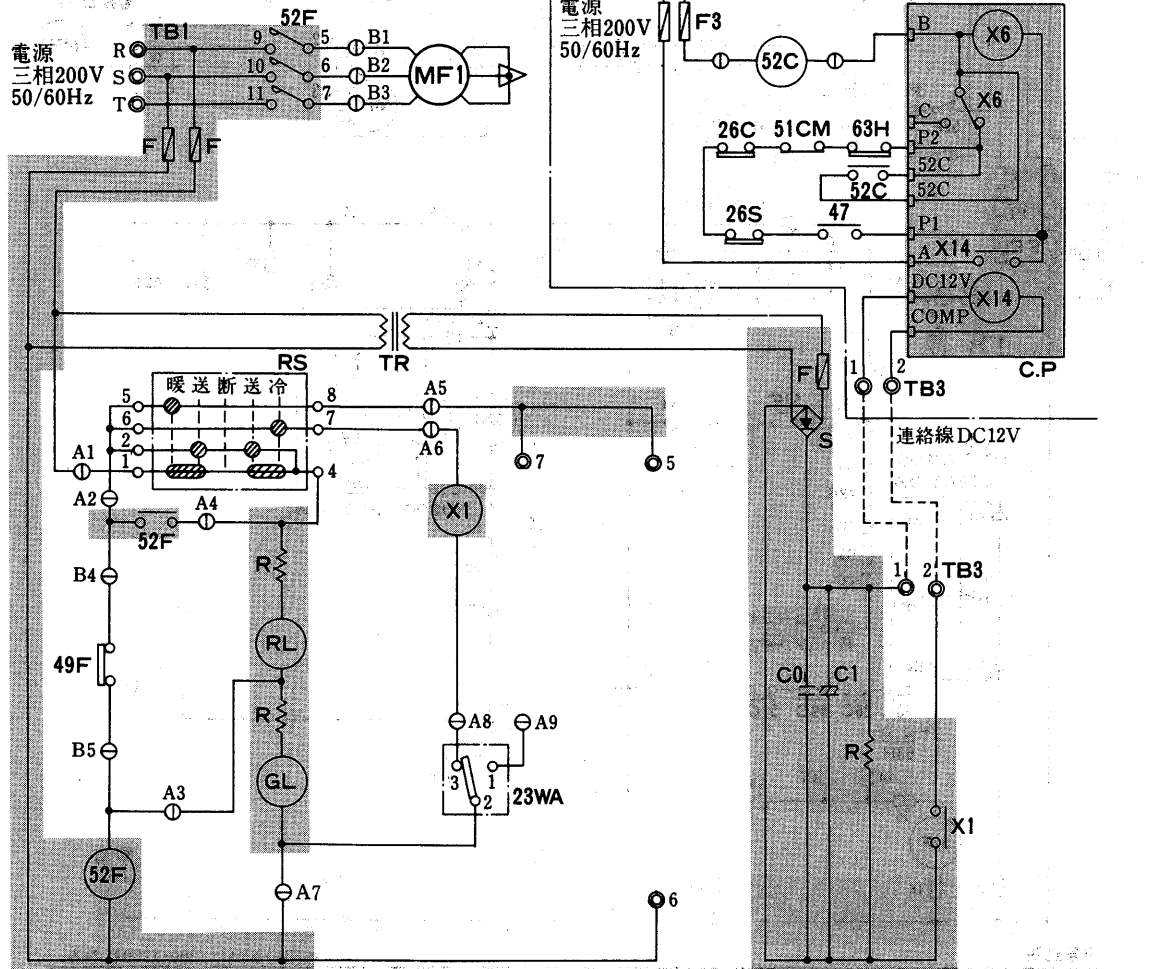 電源
三相200V
50/60Hz
TB1
R
S
T
52F
9
5
B1
10
6
B2
11
7
B3
MF1
F
F
電源
三相200V
50/60Hz
F3
52C
B
X6
X6
C
P2
26C
51CM
63H
52C
52C
52C
26S
47
P1
A
X14
DC12V
X14
COMP
C.P
1
2
TB3
連絡線DC12V
TR
F
S
RS
暖送断送冷
5
8
A5
6
7
A6
2
A1
1
4
7
5
A2
A4
52F
X1
R
B4
RL
49F
R
A8
A9
B5
GL
3
1
2
23WA
A3
52F
A7
6
1
2
TB3
C0
C1
R
X1